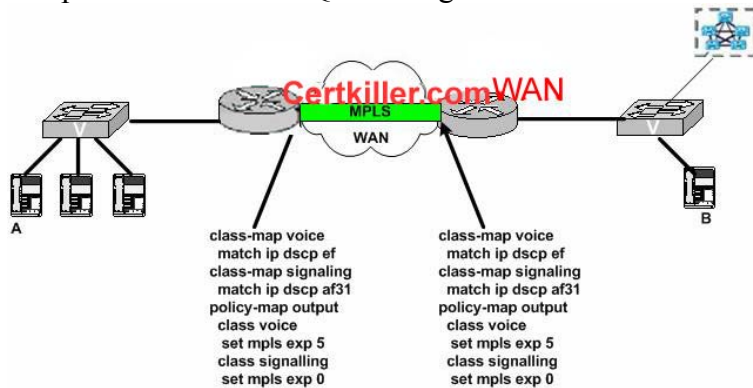 Certkiller.com WAN
MPLS
WAN
V
V
A
B
class-map voice
match ip dscp ef
class-map signaling
match ip dscp af31
policy-map output
class voice
set mpls exp 5
class signalling
set mpls exp 0
class-map voice
match ip dscp ef
class-map signaling
match ip dscp af31
policy-map output
class voice
set mpls exp 5
class signalling
set mpls exp 0